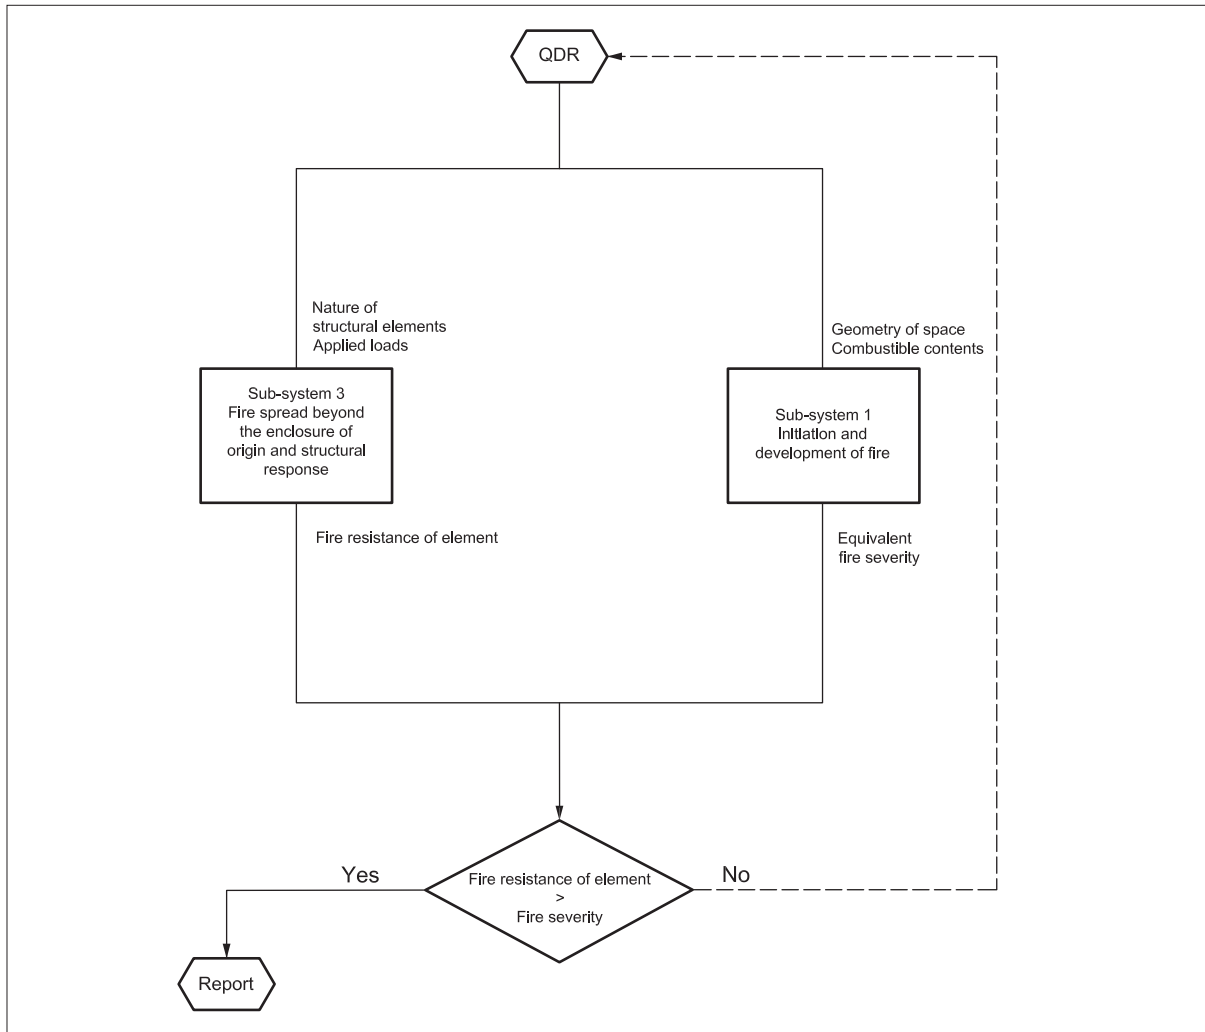 QDR
Nature of
structural elements
Applied loads
Geometry of space
Combustible contents
Sub-system 3
Fire spread beyond
the enclosure of
origin and structural
response
Sub-system 1
Initiation and
development of fire
Fire resistance of element
Equivalent
fire severity
Yes
Fire resistance of element
>
Fire severity
No
Report